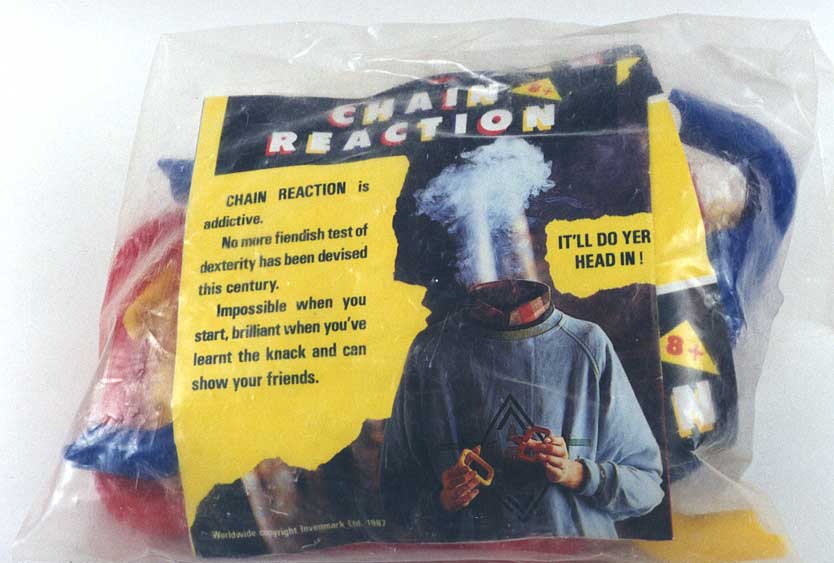 CHAIN
REACTION
8+
CHAIN REACTION is
addictive.
No more fiendish test of
dexterity has been devised
this century.
Impossible when you
start, brilliant when you've
learnt the knack and can
show your friends.
IT'LL DO YER
HEAD IN !
8+
N
Worldwide copyright Invenmark Ltd. 1987